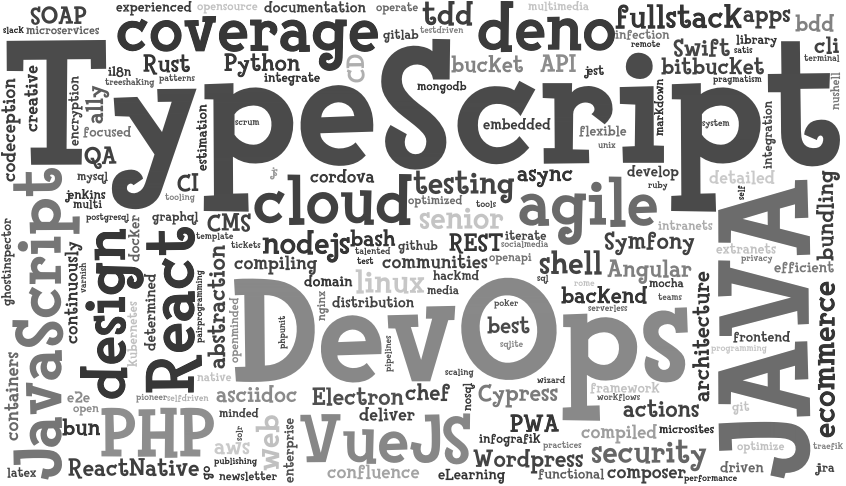 SOAP
experienced
opensource
documentation
operate
tdd
multimedia
fullstack
apps
bdd
slack
microservices
coverage
gitlab
testdriven
deno
infection
remote
Swift
library
satis
cli
terminal
codeception
creative
il8n
treeshaking
Rust
patterns
Python
integrate
CD
mongodb
bucket
API
jest
bitbucket
pragmatism
nutshell
TypeScript
encryption
a11y
focused
estimation
scrum
embedded
flexible
unix
markdown
system
integration
QA
mysql
jenkins
multi
CI
tooling
cordova
testing
async
develop
ruby
detailed
self
bundling
postgresql
graphql
CMS
cloud
optimized
tools
senior
agile
intranets
extranets
privacy
efficient
ghostinspector
JavaScript
continuously
varnish
design
docker
kubernetes
determined
React
template
pairprogramming
abstraction
tickets
nodejs
bash
talented
test
github
REST
iterate
socialmedia
openapi
Symfony
compiling
communities
hackmd
shell
sql
Angular
mocha
teams
domain
linux
media
distribution
nginx
rome
backend
serverless
architecture
JAVA
ecommerce
frontend
programming
openminded
phpunit
DevOps
poker
best
sqlite
pipelines
scaling
wizard
containers
e2e
open
bun
native
pioneer
selfdriven
asciidoc
Electron
chef
nosql
Cypress
framework
workflows
actions
git
PHP
minded
deliver
PWA
infografik
practices
compiled
microsites
optimize
traefik
aws
solr
web
enterprise
VueJS
security
latex
ReactNative
go
publishing
newsletter
confluence
eLearning
Wordpress
functional
composer
performance
driven
jra